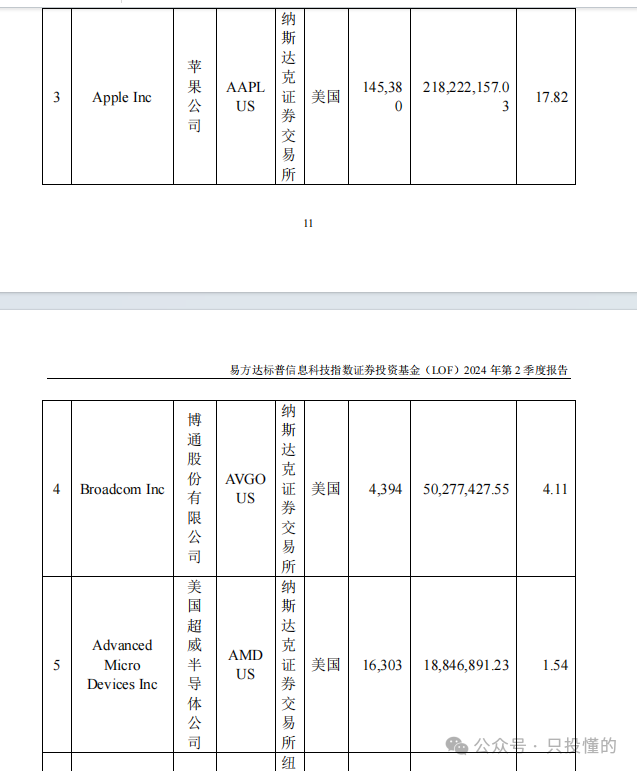 3
Apple Inc
苹
果
公
司
AAPL
US
纳
斯
达
克
证
券
交
易
所
美国
145,38
0
218,222,157.0
3
17.82
11
易方达标普信息科技指数证券投资基金（LOF）2024 年第 2 季度报告
4
Broadcom Inc
博
通
股
份
有
限
公
司
AVGO
US
纳
斯
达
克
证
券
交
易
所
美国
4,394
50,277,427.55
4.11
5
Advanced
Micro
Devices Inc
美
国
超
威
半
导
体
公
司
AMD
US
纳
斯
达
克
证
券
交
易
所
美国
16,303
18,846,891.23
1.54
纽
公众号 · 只投懂的